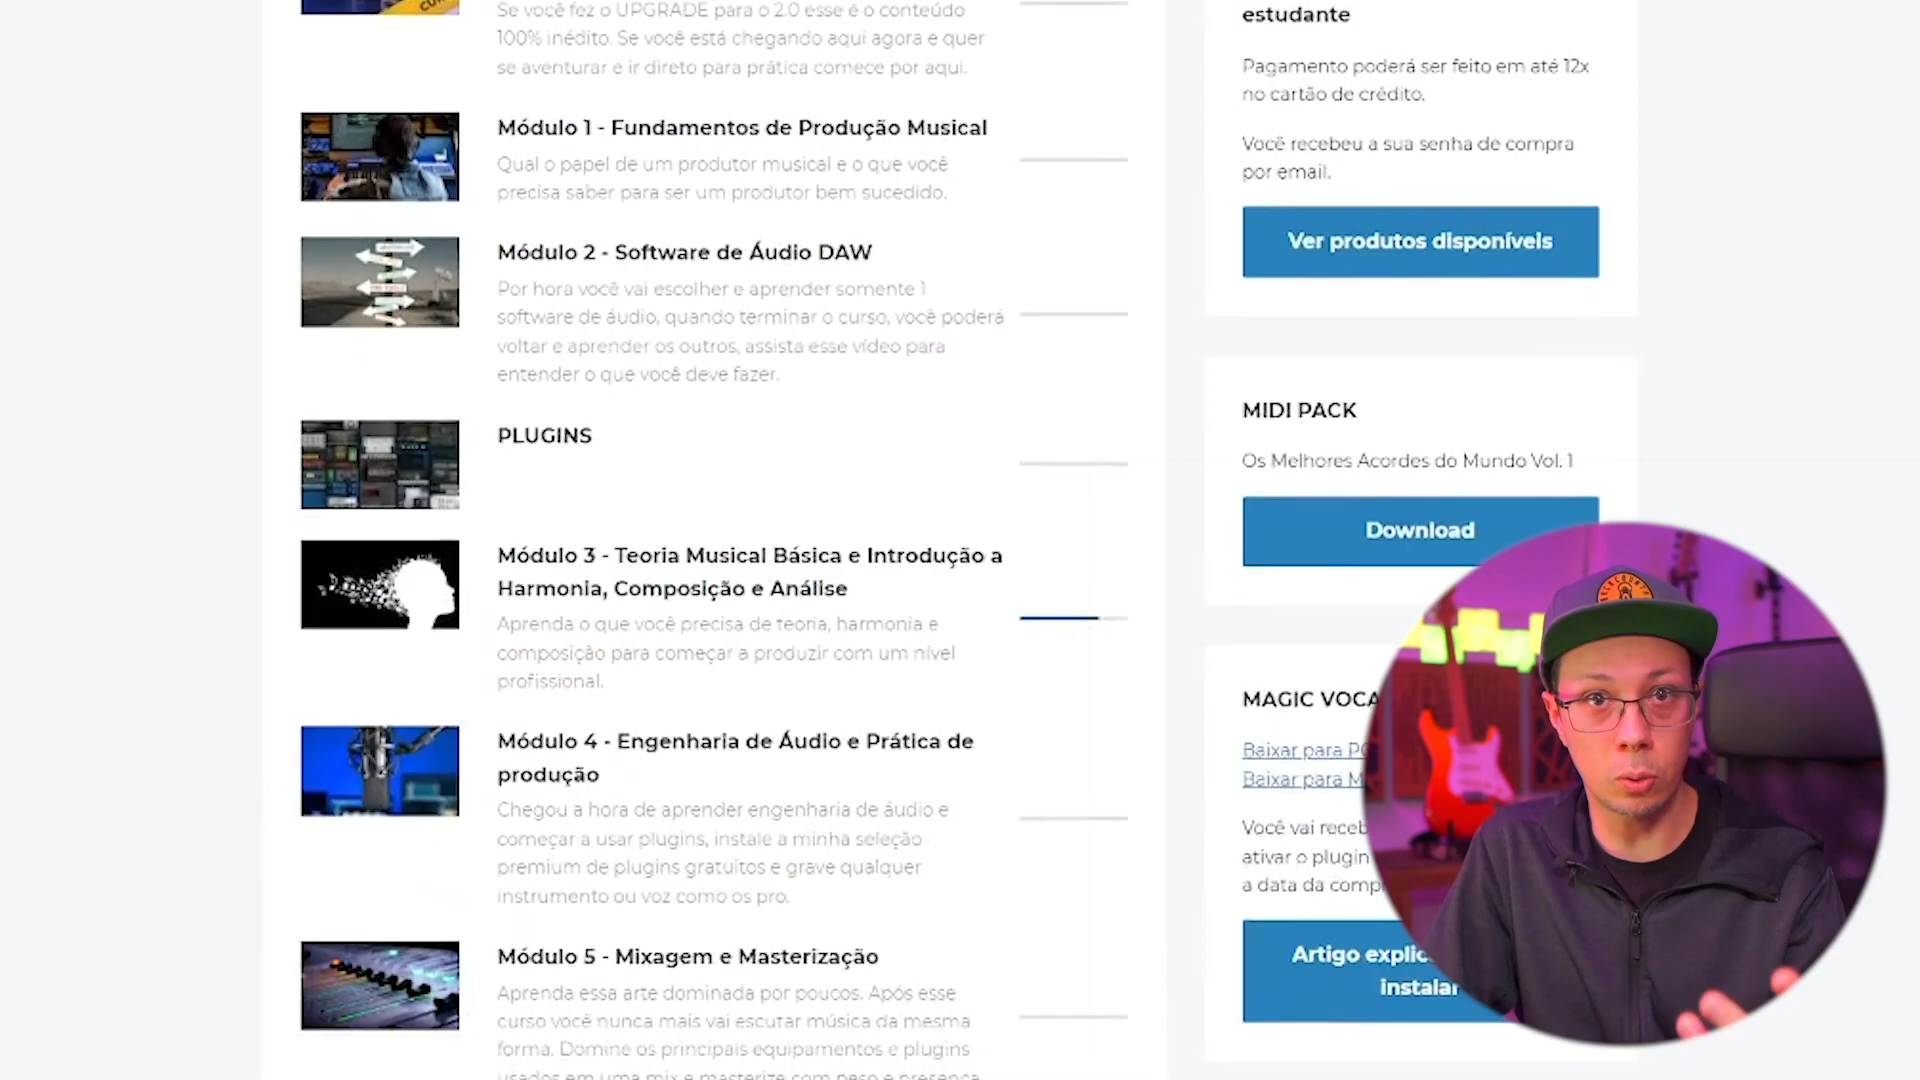 Se você fez o UPGRADE para o 2.0 esse é o conteúdo
100% inédito. Se você está chegando aqui agora e quer
se aventurar e ir direto para prática comece por aqui.
Módulo 1 - Fundamentos de Produção Musical
Qual o papel de um produtor musical e o que você
precisa saber para ser um produtor bem sucedido.
Módulo 2 - Software de Áudio DAW
Por hora você vai escolher e aprender somente 1
software de áudio, quando terminar o curso, você poderá
voltar e aprender os outros, assista esse vídeo para
entender o que você deve fazer.
PLUGINS
Módulo 3 - Teoria Musical Básica e Introdução a
Harmonia, Composição e Análise
Aprenda o que você precisa de teoria, harmonia e
composição para começar a produzir com um nível
profissional.
Módulo 4 - Engenharia de Áudio e Prática de
produção
Chegou a hora de aprender engenharia de áudio e
começar a usar plugins, instale a minha seleção
premium de plugins gratuitos e grave qualquer
instrumento ou voz como os pro.
Módulo 5 - Mixagem e Masterização
Aprenda essa arte dominada por poucos. Após esse
curso você nunca mais vai escutar música da mesma
forma. Domine os principais equipamentos e plugins
usados em uma mix e masterize com peso e presença
estudante
Pagamento poderá ser feito em até 12x
no cartão de crédito.
Você recebeu a sua senha de compra
por email.
Ver produtos disponíveis
MIDI PACK
Os Melhores Acordes do Mundo Vol. 1
Download
MAGIC VOCA
Baixar para PC
Baixar para M
Você vai receb
ativar o plugin
a data da comp
Artigo explic
instalar